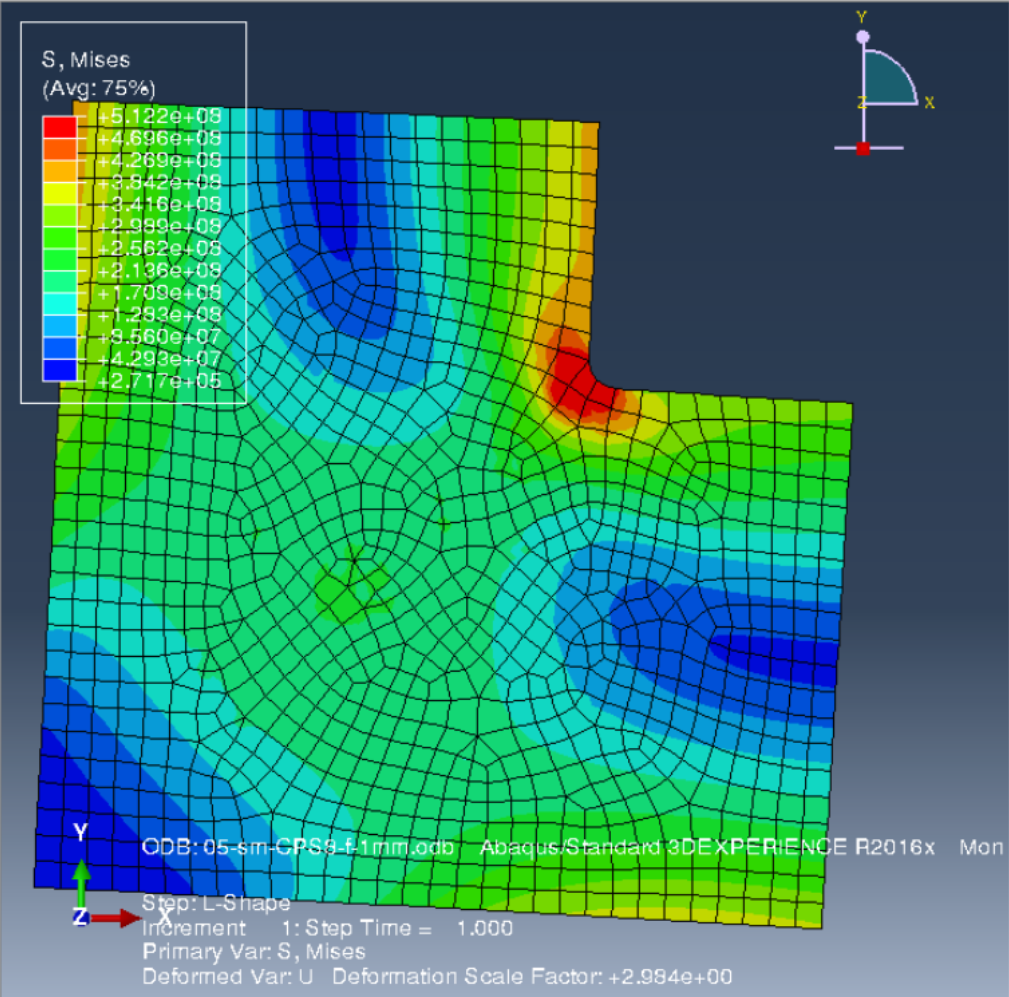 S, Mises
(Avg: 75%)
+5.122e+08
+4.696e+08
+4.269e+08
+3.842e+08
+3.416e+08
+2.989e+08
+2.562e+08
+2.136e+08
+1.709e+08
+1.283e+08
+8.560e+07
+4.293e+07
+2.717e+05
Y
Z X
Y
Z X
ODB: 05-sm-CPS8-f-1mm.odb Abaqus/Standard 3DEXPERIENCE R2016x Mon
Step: L-Shape
Increment 1: Step Time = 1.000
Primary Var: S, Mises
Deformed Var: U Deformation Scale Factor: +2.984e+00